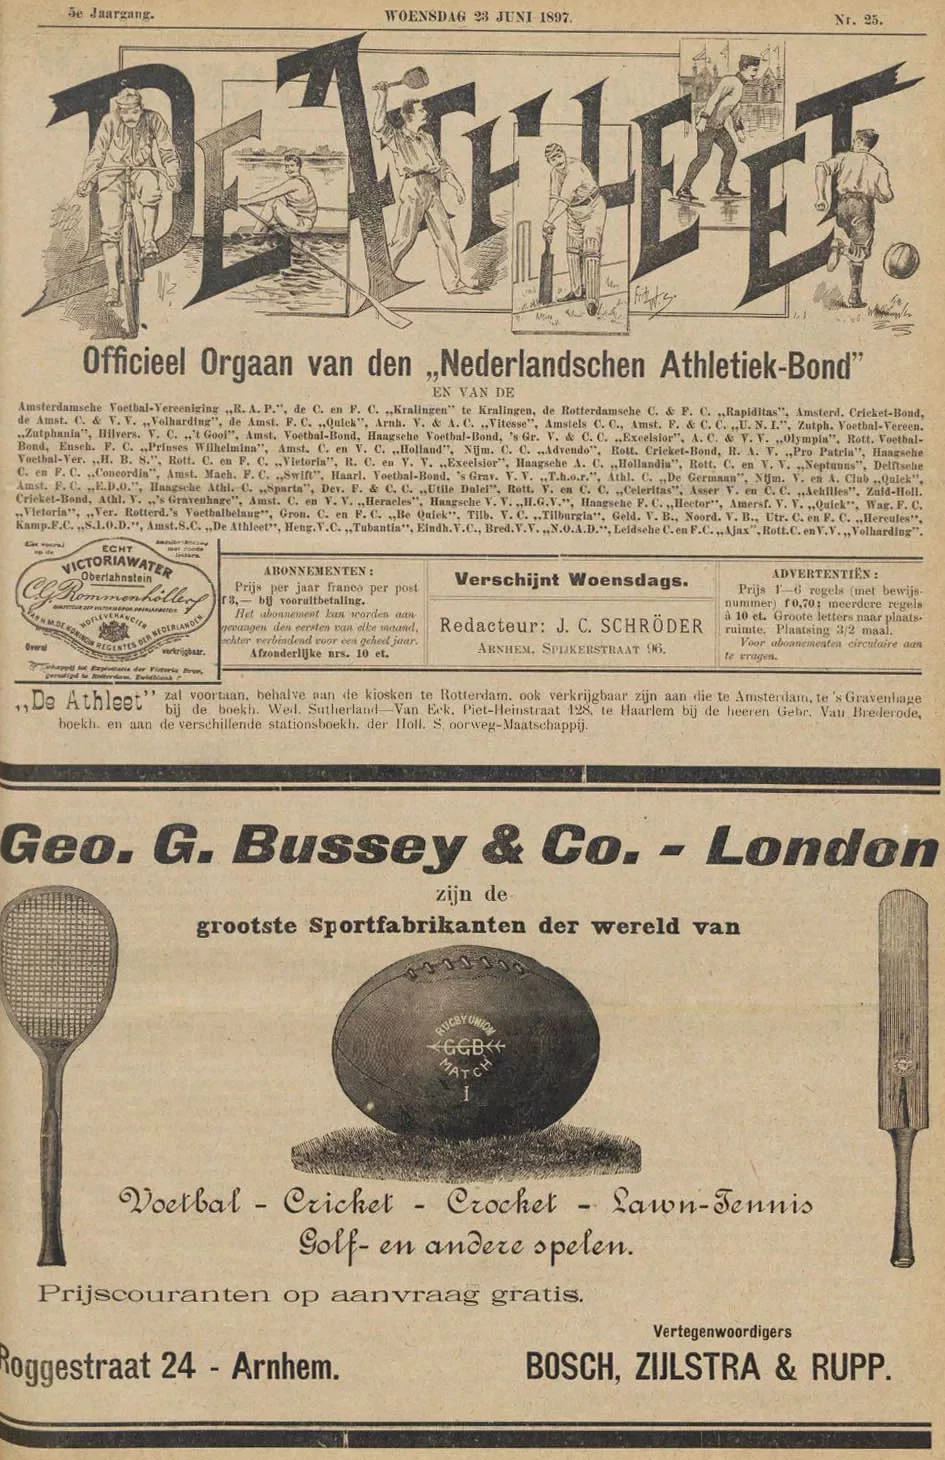 5e Jaargang.
WOENSDAG 23 JUNI 1897.
Nr. 25.
DE ATHLEET
Officieel Orgaan van den „Nederlandschen Athletiek-Bond”
EN VAN DE
Amsterdamsche Voetbal-Vereeniging „R. A. P.”, de C. en F. C. „Kralingen” te Kralingen, de Rotterdamsche C. & F. C. „Rapiditas”, Amsterd. Cricket-Bond,
de Amst. C. & V. V. „Volharding”, de Amst. F. C. „Quick”, Arnh. V. & A. C. „Vitesse”, Amstels C. C., Amst. F. & C. C. „U. N. I.”, Zutph. Voetbal-Vereen.
„Zutphania”, Hilvers. V. C. „'t Gooi”, Amst. Voetbal-Bond, Haagsche Voetbal-Bond, 's Gr. V. & C. C. „Excelsior”, A. C. & V. V. „Olympia”, Rott. Voetbal-
Bond, Ensch. F. C. „Prinses Wilhelmina”, Amst. C. en V. C. „Holland”, Nijm. C. C. „Advendo”, Rott. Cricket-Bond, R. A. V. „Pro Patria”, Haagsche
Voetbal-Ver. „H. B. S.”, Rott. C. en F. C. „Victoria”, R. C. en V. V. „Excelsior”, Haagsche A. C. „Hollandia”, Rott. C. en V. V. „Neptunus”, Delftsche
C. en F. C. „Concordia”, Amst. Mach. F. C. „Swift”, Haarl. Voetbal-Bond, 's Grav. V. V. „T.h.o.r.”, Athl. C. „De Germaan”, Nijm. V. en A. Club „Quick”,
Amst. F. C. „E.D.O.”, Haagsche Athl. C. „Sparta”, Dev. F. & C. C. „Utile Dulci”, Rott. V. en C. C. „Celeritas”, Asser V. en C. C. „Achilles”, Zuid-Holl.
Cricket-Bond, Athl. V. „'s Gravenhage”, Amst. C. en V. V. „Heracles”, Haagsche V. V. „H.G.V.”, Haagsche F. C. „Hector”, Amersf. V. V. „Quick”, Wag. F. C.
„Victoria”, „Ver. Rotterd.'s Voetbalbelang”, Gron. C. en F. C. „Be Quick”, Tilb. V. C. „Tilburgia”, Geld. V. B., Noord. V. B., Utr. C. en F. C. „Hercules”,
Kamp.F.C. „S.L.O.D.”, Amst.S.C. „De Athleet”, Heng.V.C. „Tubantia”, Eindh.V.C., Bred.V.V. „N.O.A.D.”, Leidsche C. en F.C. „Ajax”, Rott.C. en V.V. „Volharding”.
ECHT
VICTORIAWATER
Oberlahnstein
C.G. Rommenhöller
HOFLEVERANCIER
VAN H.M. DE KONINGIN REGENTES DER NEDERLANDEN
Overal
verkrijgbaar.
ABONNEMENTEN:
Prijs per jaar franco per post
f 3,— bij vooruitbetaling.
Het abonnement kan worden aan-
gevangen den eersten van elke maand,
echter verbindend voor een geheel jaar.
Afzonderlijke nrs. 10 ct.
Verschijnt Woensdags.
Redacteur: J. C. SCHRÖDER
ARNHEM. SPIJKERSTRAAT 96.
ADVERTENTIËN:
Prijs 1—6 regels (met bewijs-
nummer) f 0,70; meerdere regels
à 10 ct. Groote letters naar plaats-
ruimte. Plaatsing 3/2 maal.
Voor abonnementen circulaire aan
te vragen.
„De Athleet” zal voortaan, behalve aan de kiosken te Rotterdam, ook verkrijgbaar zijn aan die te Amsterdam, te 's Gravenhage
bij de boekh. Wed. Sutherland—Van Eck, Piet-Heinstraat 128, te Haarlem bij de heeren Gebr. Van Brederode,
boekh. en aan de verschillende stationsboekh. der Holl. S. oorweg-Maatschappij.
Geo. G. Bussey & Co. - London
zijn de
grootste Sportfabrikanten der wereld van
RUGBY UNION
GGB
MATCH
I
Voetbal - Cricket - Crocket - Lawn-Tennis
Golf- en andere spelen.
Prijscouranten op aanvraag gratis.
Vertegenwoordigers
Roggestraat 24 - Arnhem.
BOSCH, ZIJLSTRA & RUPP.